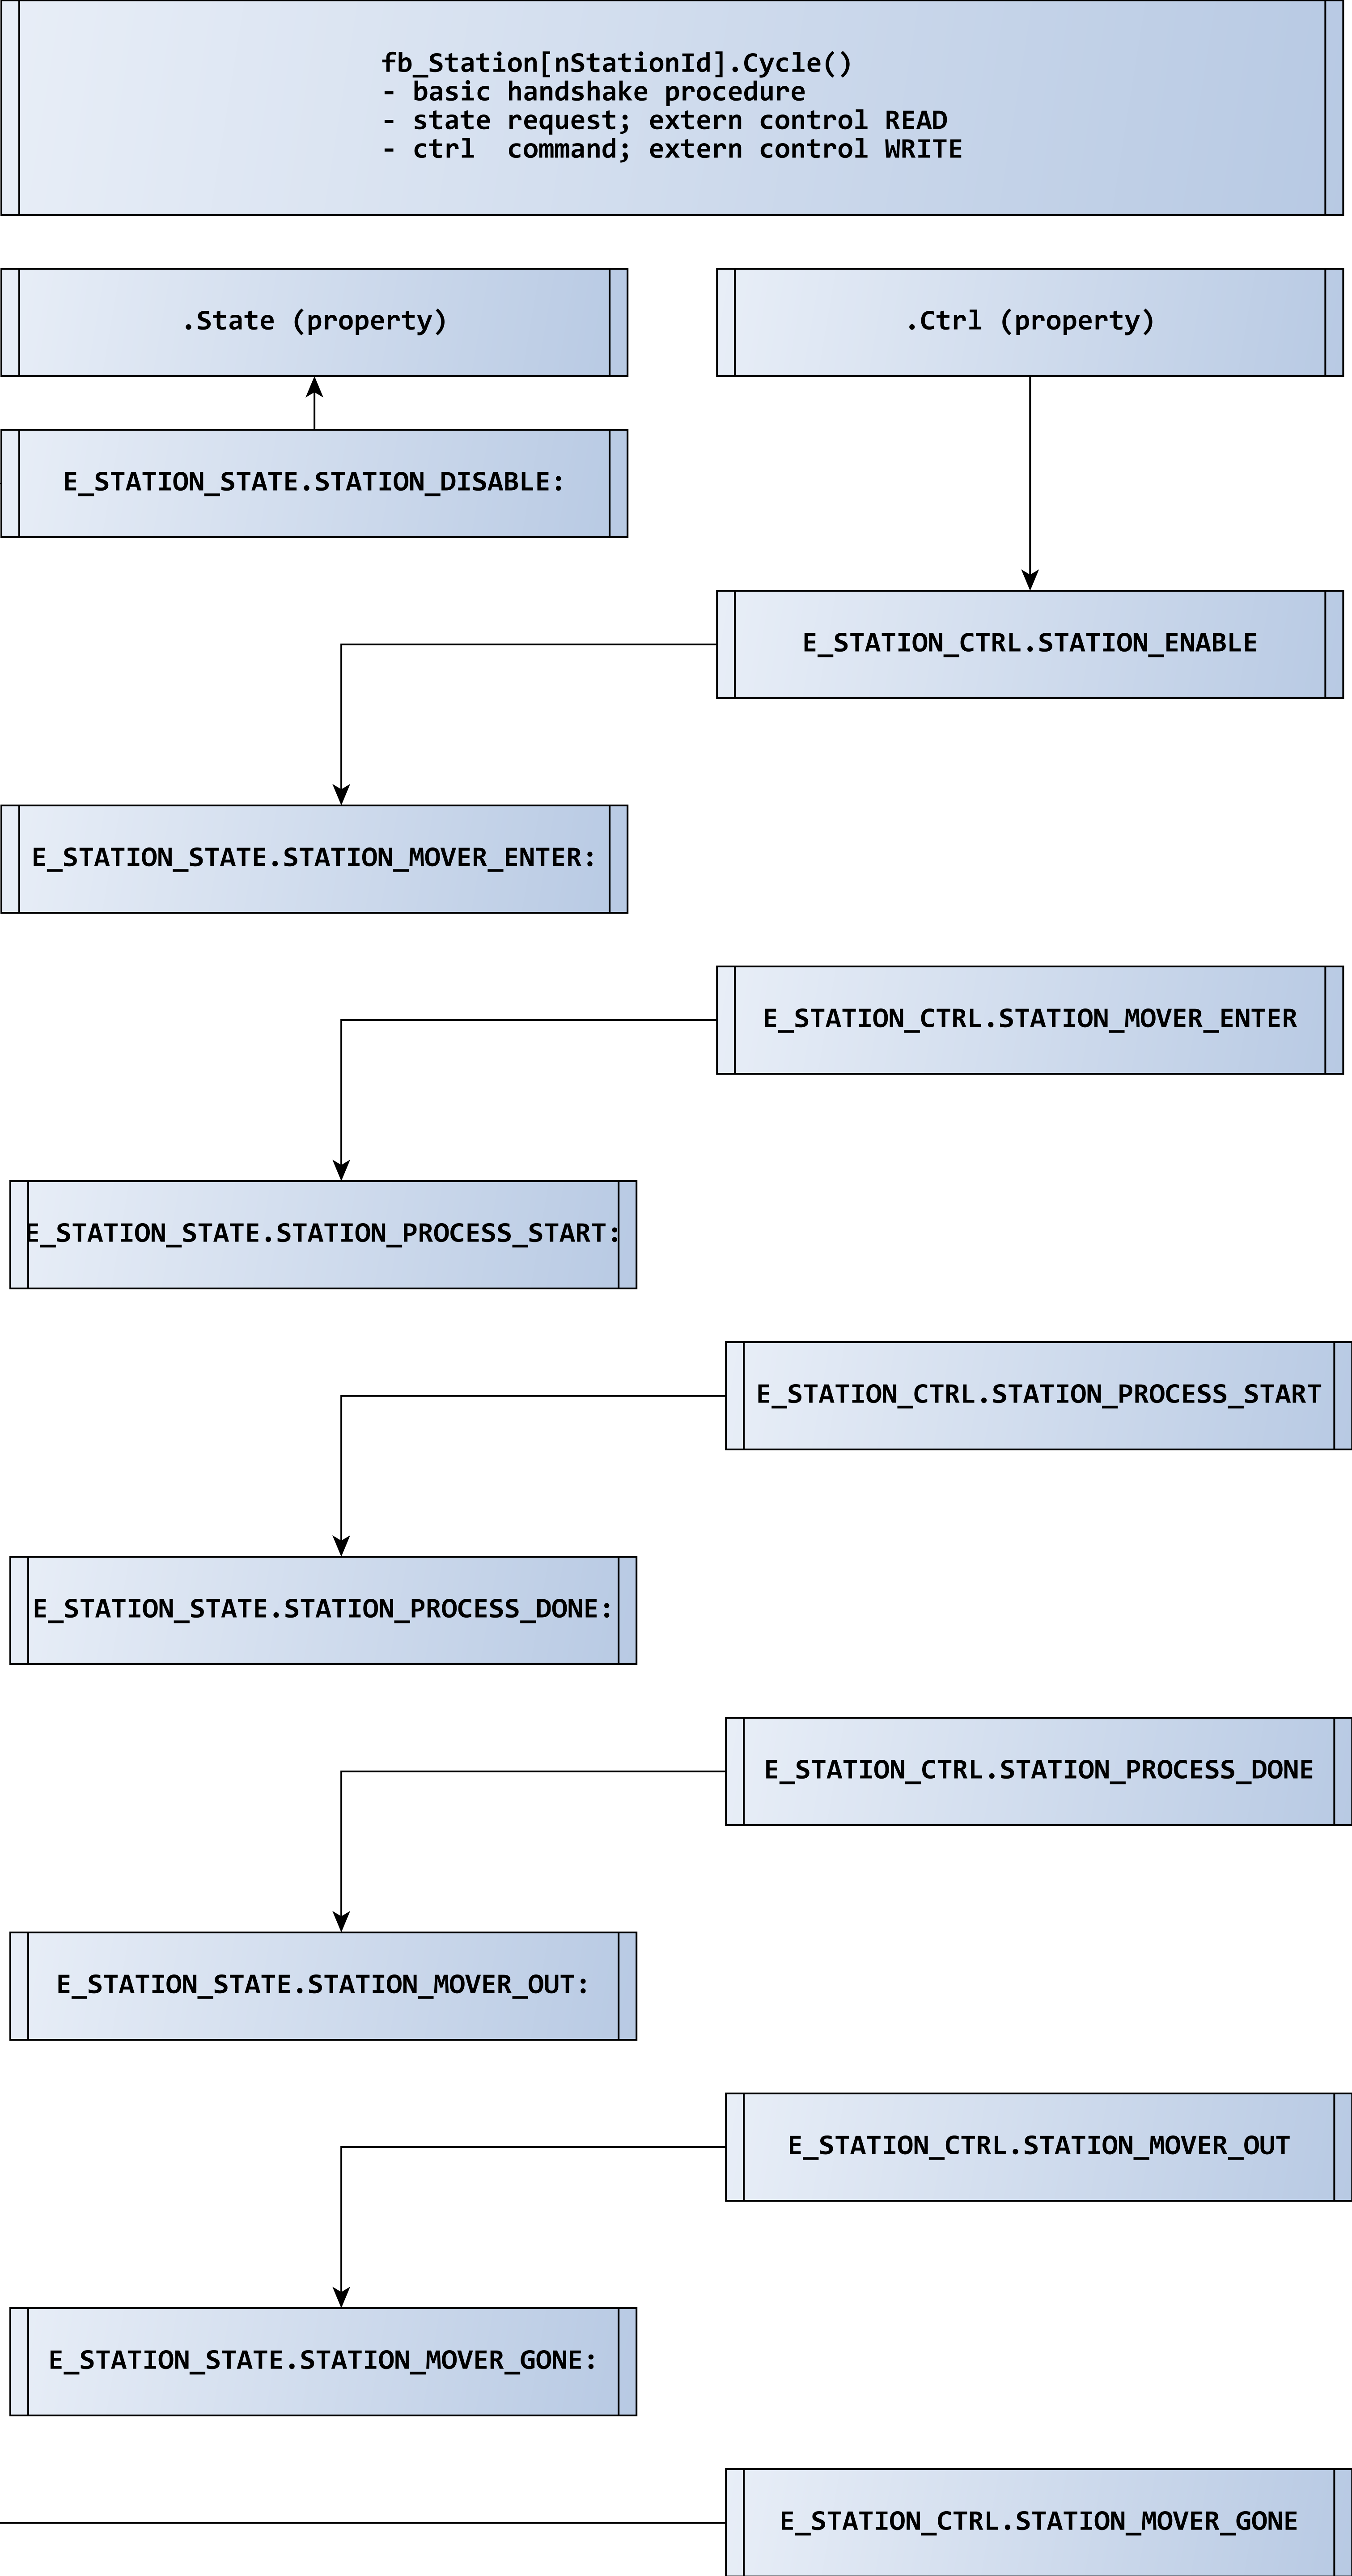 fb_Station[nStationId].Cycle()
- basic handshake procedure
- state request; extern control READ
- ctrl  command; extern control WRITE
.State (property)
.Ctrl (property)
E_STATION_STATE.STATION_DISABLE:
E_STATION_CTRL.STATION_ENABLE
E_STATION_STATE.STATION_MOVER_ENTER:
E_STATION_CTRL.STATION_MOVER_ENTER
E_STATION_STATE.STATION_PROCESS_START:
E_STATION_CTRL.STATION_PROCESS_START
E_STATION_STATE.STATION_PROCESS_DONE:
E_STATION_CTRL.STATION_PROCESS_DONE
E_STATION_STATE.STATION_MOVER_OUT:
E_STATION_CTRL.STATION_MOVER_OUT
E_STATION_STATE.STATION_MOVER_GONE:
E_STATION_CTRL.STATION_MOVER_GONE